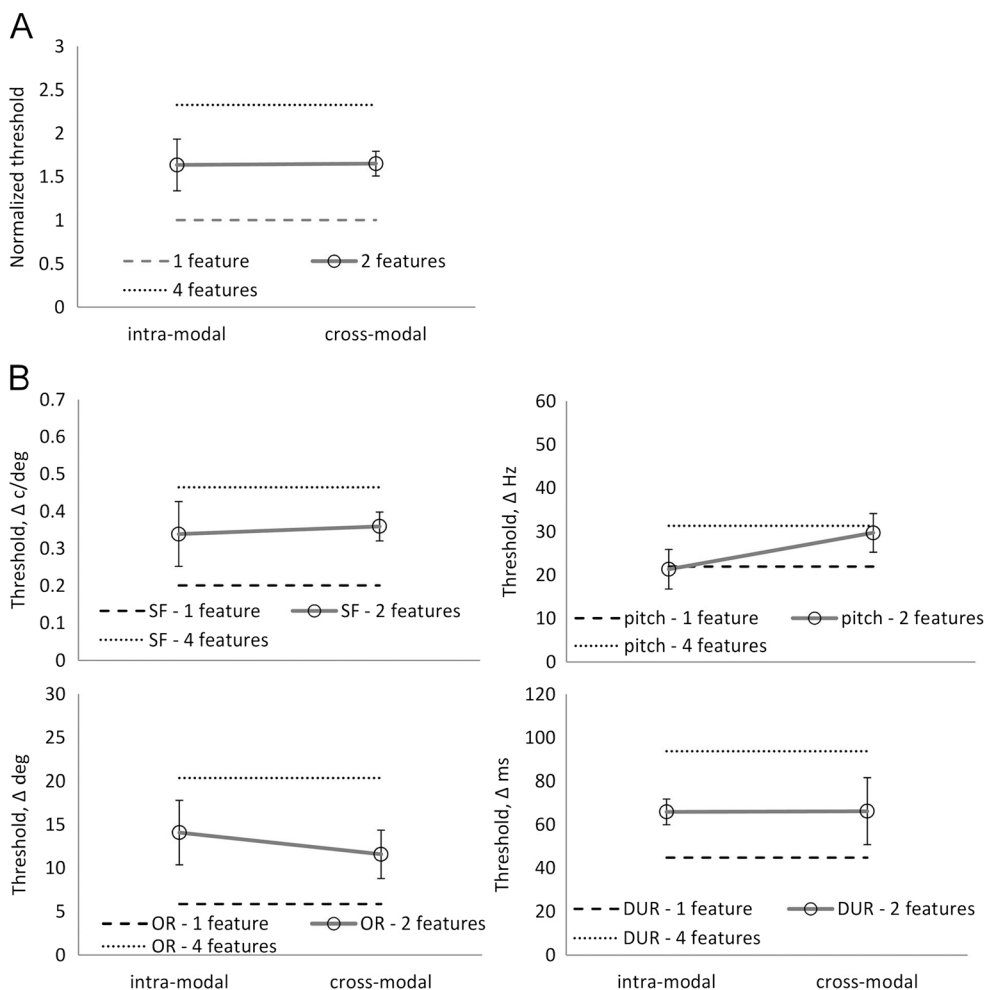 A
Normalized threshold
3
2.5
2
1.5
1
0.5
0
1 feature
2 features
4 features
intra-modal
cross-modal
B
Threshold, Δ c/deg
0.7
0.6
0.5
0.4
0.3
0.2
0.1
0
SF - 1 feature
SF - 2 features
SF - 4 features
Threshold, Δ Hz
60
50
40
30
20
10
0
pitch - 1 feature
pitch - 2 features
pitch - 4 features
Threshold, Δ deg
30
25
20
15
10
5
0
OR - 1 feature
OR - 2 features
OR - 4 features
intra-modal
cross-modal
Threshold, Δ ms
120
100
80
60
40
20
0
DUR - 1 feature
DUR - 2 features
DUR - 4 features
intra-modal
cross-modal